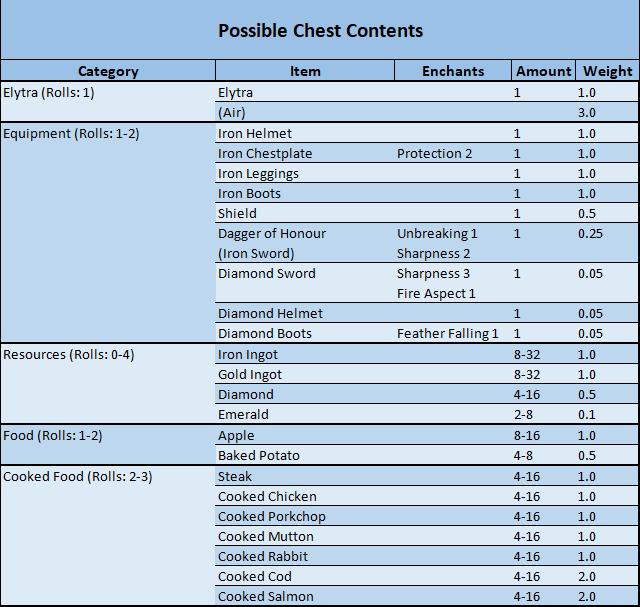 Possible Chest Contents
Category Item Enchants Amount Weight
Elytra (Rolls: 1) Elytra 1 1.0
(Air) 3.0
Equipment (Rolls: 1-2) Iron Helmet 1 1.0
Iron Chestplate Protection 2 1 1.0
Iron Leggings 1 1.0
Iron Boots 1 1.0
Shield 1 0.5
Dagger of Honour Unbreaking 1 1 0.25
(Iron Sword) Sharpness 2
Diamond Sword Sharpness 3 1 0.05
Fire Aspect 1
Diamond Helmet 1 0.05
Diamond Boots Feather Falling 1 1 0.05
Resources (Rolls: 0-4) Iron Ingot 8-32 1.0
Gold Ingot 8-32 1.0
Diamond 4-16 0.5
Emerald 2-8 0.1
Food (Rolls: 1-2) Apple 8-16 1.0
Baked Potato 4-8 0.5
Cooked Food (Rolls: 2-3) Steak 4-16 1.0
Cooked Chicken 4-16 1.0
Cooked Porkchop 4-16 1.0
Cooked Mutton 4-16 1.0
Cooked Rabbit 4-16 1.0
Cooked Cod 4-16 2.0
Cooked Salmon 4-16 2.0